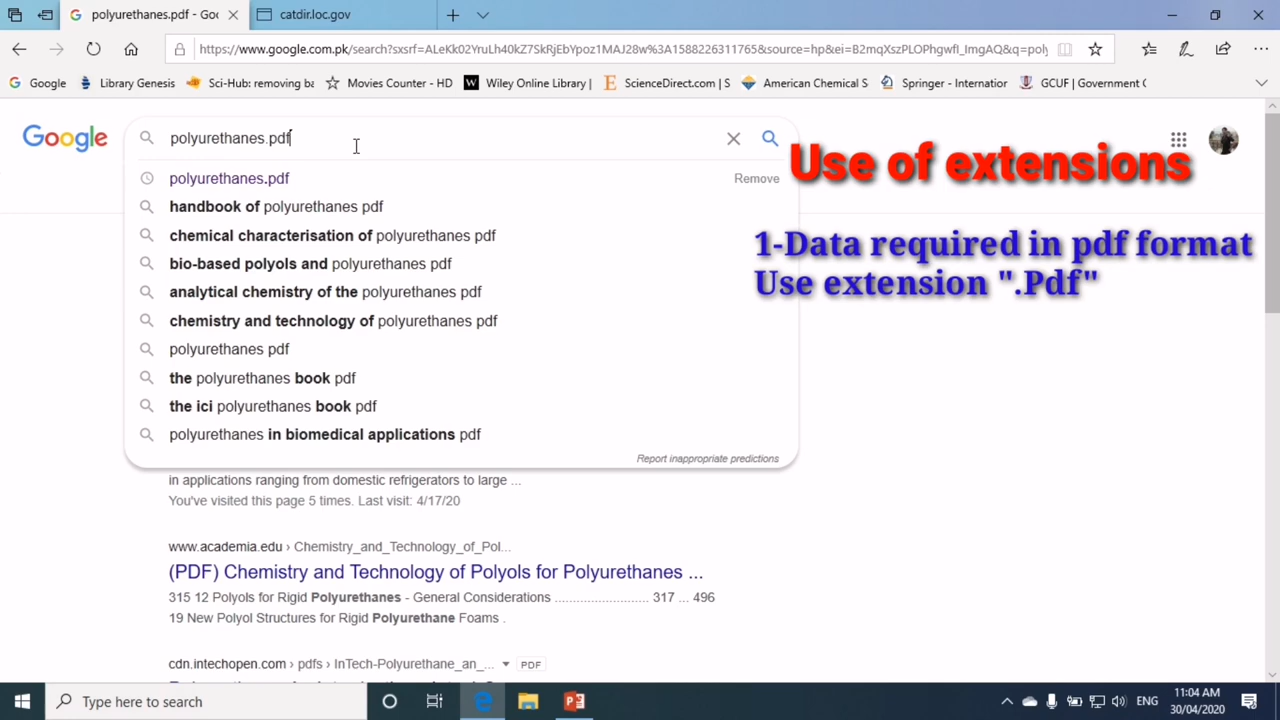 polyurethanes.pdf - Goo
catdir.loc.gov
https://www.google.com.pk/search?sxsrf=ALeKk02YruLh40kZ7SkRjEbYpoz1MAJ28w%3A1588226311765&source=hp&ei=B2mqXszPLOPhgwfI_ImgAQ&q=poly
Google
Library Genesis
Sci-Hub: removing ba
Movies Counter - HD
Wiley Online Library |
ScienceDirect.com | S
American Chemical S
Springer - Internation
GCUF | Government C
Google
polyurethanes.pdf
Use of extensions
polyurethanes.pdf
Remove
handbook of polyurethanes pdf
chemical characterisation of polyurethanes pdf
1-Data required in pdf format
bio-based polyols and polyurethanes pdf
Use extension ".Pdf"
analytical chemistry of the polyurethanes pdf
chemistry and technology of polyurethanes pdf
polyurethanes pdf
the polyurethanes book pdf
the ici polyurethanes book pdf
polyurethanes in biomedical applications pdf
Report inappropriate predictions
in applications ranging from domestic refrigerators to large ...
You've visited this page 5 times. Last visit: 4/17/20
www.academia.edu › Chemistry_and_Technology_of_Pol...
(PDF) Chemistry and Technology of Polyols for Polyurethanes ...
315 12 Polyols for Rigid Polyurethanes - General Considerations .............................. 317 ... 496
19 New Polyol Structures for Rigid Polyurethane Foams .
cdn.intechopen.com › pdfs › InTech-Polyurethane_an_...
PDF
Type here to search
ENG
11:04 AM
30/04/2020